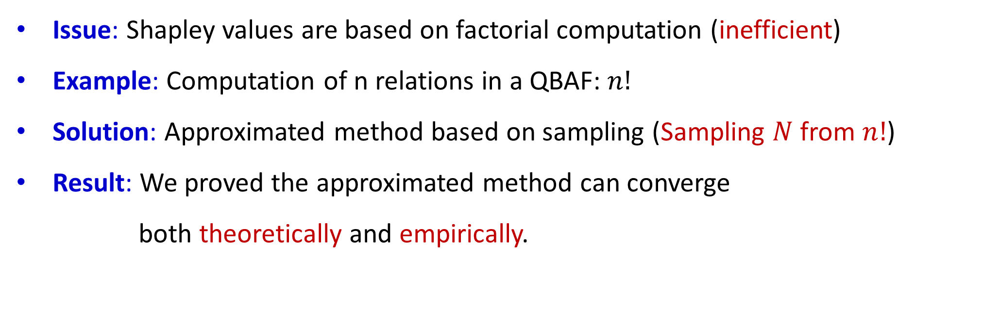 • Issue: Shapley values are based on factorial computation (inefficient)
• Example: Computation of n relations in a QBAF: n!
• Solution: Approximated method based on sampling (Sampling N from n!)
• Result: We proved the approximated method can converge
both theoretically and empirically.